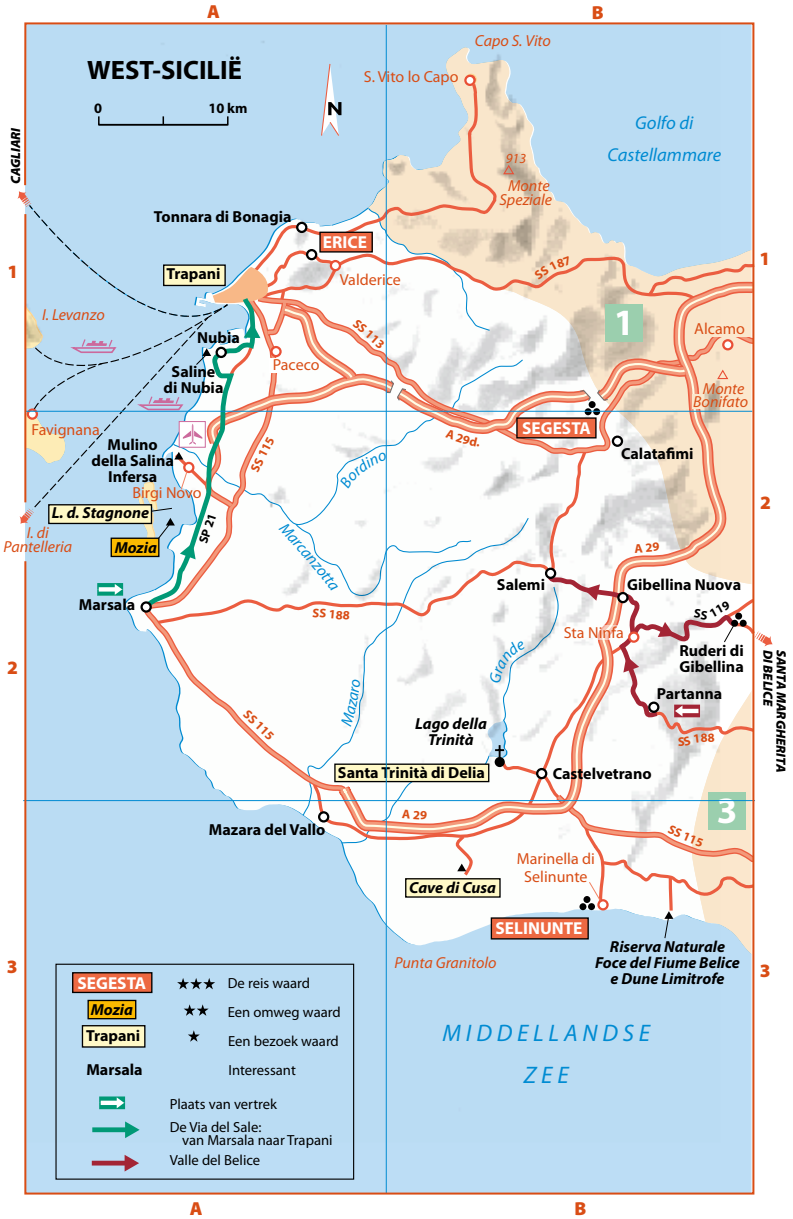 A
B
WEST-SICILIË
0
10 km
N
Capo S. Vito
S. Vito lo Capo
Golfo di
Castellammare
913
Monte
Speziale
CAGLIARI
Tonnara di Bonagia
ERICE
1
1
Trapani
Valderice
SS 187
I. Levanzo
1
SS 113
Alcamo
Nubia
Saline
di Nubia
Paceco
Monte
Bonifato
Favignana
SEGESTA
A 29d.
Calatafimi
Mulino
della Salina
Infersa
SS 115
Bordino
Birgi Novo
2
L. d. Stagnone
SP 21
I. di
Pantelleria
Mozia
Marcanzotta
A 29
Salemi
Gibellina Nuova
Marsala
SS 188
SS 119
Sta Ninfa
Ruderi di
Gibellina
SANTA MARGHERITA
DI BELICE
2
Grande
Mazaro
Partanna
SS 188
SS 115
Lago della
Trinità
Santa Trinità di Delia
Castelvetrano
3
A 29
Mazara del Vallo
SS 115
Marinella di
Selinunte
Cave di Cusa
SELINUNTE
Riserva Naturale
Foce del Fiume Belice
e Dune Limitrofe
Punta Granitolo
3
3
SEGESTA
★★★
De reis waard
Mozia
★★
Een omweg waard
Trapani
★
Een bezoek waard
Marsala
Interessant
Plaats van vertrek
De Via del Sale:
van Marsala naar Trapani
Valle del Belice
MIDDELLANDSE
ZEE
A
B